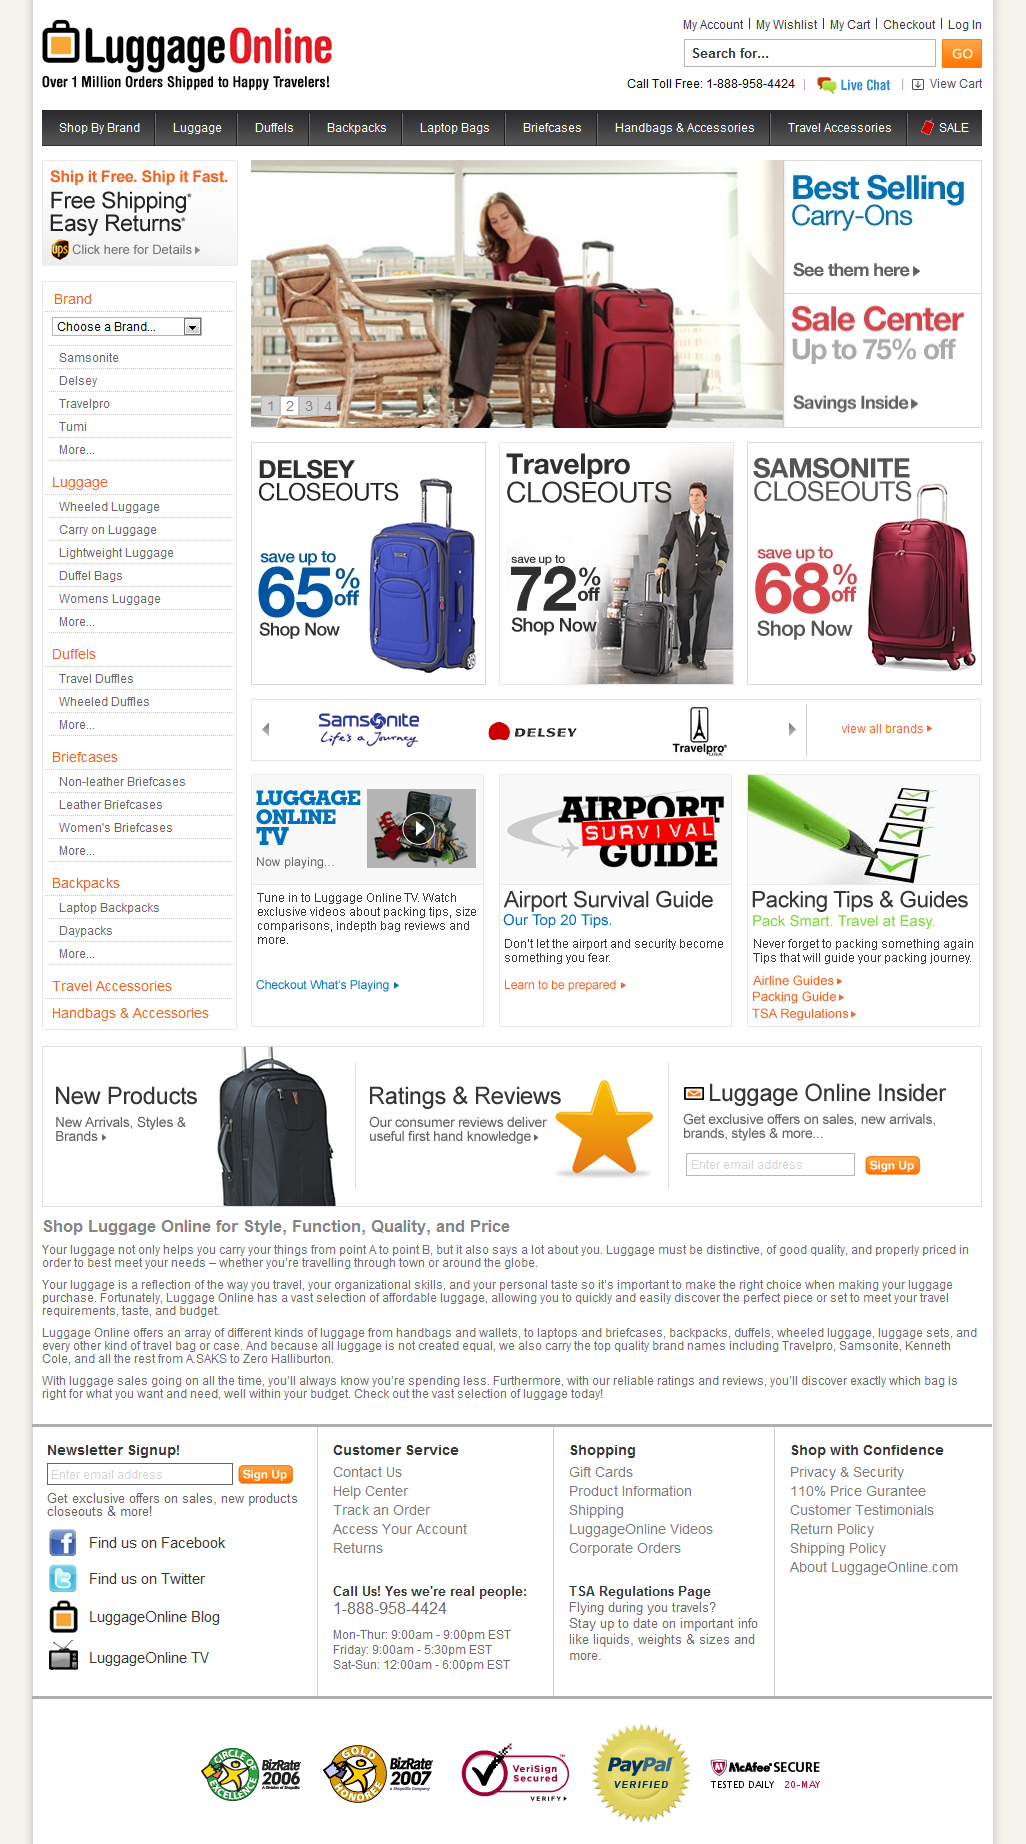 LuggageOnline
Over 1 Million Orders Shipped to Happy Travelers!
My Account | My Wishlist | My Cart | Checkout | Log In
Search for...
GO
Call Toll Free: 1-888-958-4424 | Live Chat | View Cart
Shop By Brand
Luggage
Duffels
Backpacks
Laptop Bags
Briefcases
Handbags & Accessories
Travel Accessories
SALE
Ship it Free. Ship it Fast.
Free Shipping*
Easy Returns*
ups Click here for Details
Brand
Choose a Brand...
Samsonite
Delsey
Travelpro
Tumi
More...
Luggage
Wheeled Luggage
Carry on Luggage
Lightweight Luggage
Duffel Bags
Womens Luggage
More...
Duffels
Travel Duffles
Wheeled Duffles
More...
Briefcases
Non-leather Briefcases
Leather Briefcases
Women's Briefcases
More...
Backpacks
Laptop Backpacks
Daypacks
More...
Travel Accessories
Handbags & Accessories
1 2 3 4
Best Selling
Carry-Ons
See them here
Sale Center
Up to 75% off
Savings Inside
DELSEY
CLOSEOUTS
save up to
65% off
Shop Now
Travelpro
CLOSEOUTS
save up to
72% off
Shop Now
SAMSONITE
CLOSEOUTS
save up to
68% off
Shop Now
Samsonite
Life's a Journey
DELSEY
Travelpro®
USA
view all brands
LUGGAGE
ONLINE
TV
Now playing...
Tune in to Luggage Online TV. Watch
exclusive videos about packing tips, size
comparisons, indepth bag reviews and
more.
Checkout What's Playing
AIRPORT
SURVIVAL
GUIDE
Airport Survival Guide
Our Top 20 Tips.
Don't let the airport and security become
something you fear.
Learn to be prepared
Packing Tips & Guides
Pack Smart. Travel at Easy.
Never forget to packing something again
Tips that will guide your packing journey.
Airline Guides
Packing Guide
TSA Regulations
New Products
New Arrivals, Styles &
Brands
Ratings & Reviews
Our consumer reviews deliver
useful first hand knowledge
Luggage Online Insider
Get exclusive offers on sales, new arrivals,
brands, styles & more...
Enter email address
Sign Up
Shop Luggage Online for Style, Function, Quality, and Price
Your luggage not only helps you carry your things from point A to point B, but it also says a lot about you. Luggage must be distinctive, of good quality, and properly priced in
order to best meet your needs – whether you're travelling through town or around the globe.
Your luggage is a reflection of the way you travel, your organizational skills, and your personal taste so it's important to make the right choice when making your luggage
purchase. Fortunately, Luggage Online has a vast selection of affordable luggage, allowing you to quickly and easily discover the perfect piece or set to meet your travel
requirements, taste, and budget.
Luggage Online offers an array of different kinds of luggage from handbags and wallets, to laptops and briefcases, backpacks, duffels, wheeled luggage, luggage sets, and
every other kind of travel bag or case. And because all luggage is not created equal, we also carry the top quality brand names including Travelpro, Samsonite, Kenneth
Cole, and all the rest from A.SAKS to Zero Halliburton.
With luggage sales going on all the time, you'll always know you're spending less. Furthermore, with our reliable ratings and reviews, you'll discover exactly which bag is
right for what you want and need, well within your budget. Check out the vast selection of luggage today!
Newsletter Signup!
Enter email address
Sign Up
Get exclusive offers on sales, new products
closeouts & more!
Find us on Facebook
Find us on Twitter
LuggageOnline Blog
LuggageOnline TV
Customer Service
Contact Us
Help Center
Track an Order
Access Your Account
Returns
Call Us! Yes we're real people:
1-888-958-4424
Mon-Thur: 9:00am - 9:00pm EST
Friday: 9:00am - 5:30pm EST
Sat-Sun: 12:00am - 6:00pm EST
Shopping
Gift Cards
Product Information
Shipping
LuggageOnline Videos
Corporate Orders
TSA Regulations Page
Flying during you travels?
Stay up to date on important info
like liquids, weights & sizes and
more.
Shop with Confidence
Privacy & Security
110% Price Gurantee
Customer Testimonials
Return Policy
Shipping Policy
About LuggageOnline.com
CIRCLE OF
EXCELLENCE
BizRate
2006
GOLD
HONOREE
BizRate
2007
VeriSign
Secured
VERIFY
PayPal
VERIFIED
McAfee SECURE
TESTED DAILY 20-MAY